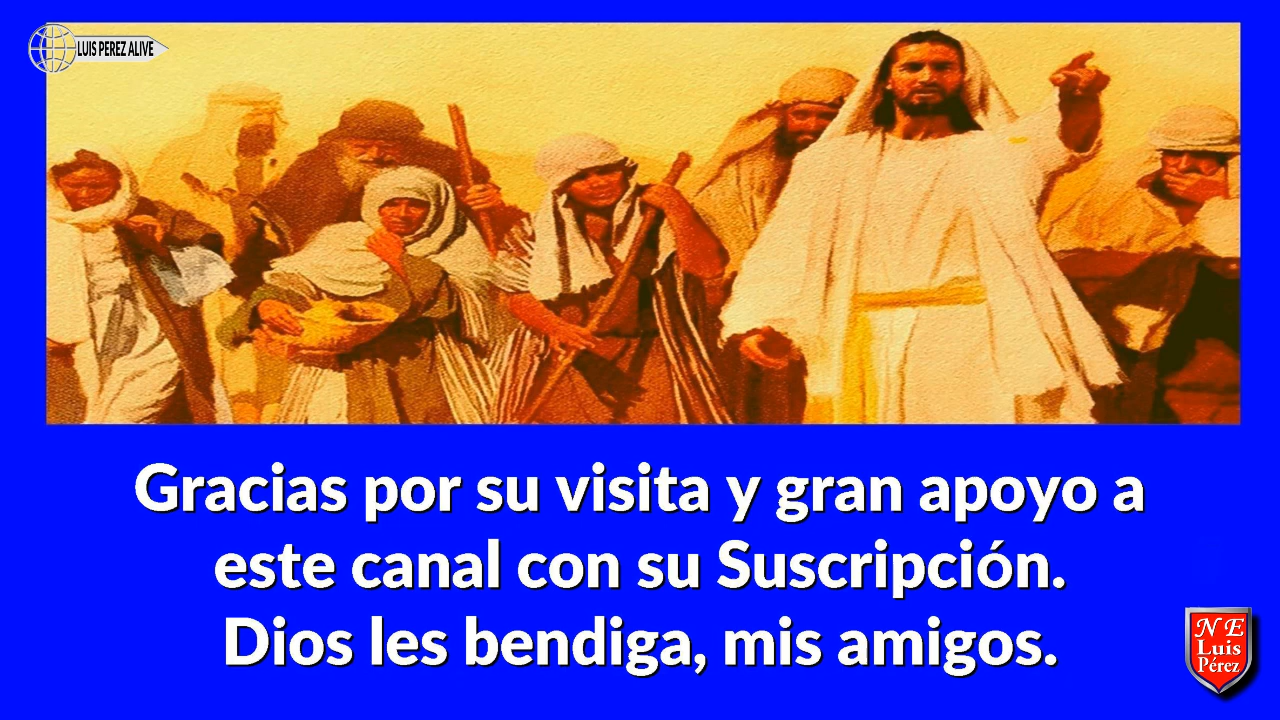 LUIS PEREZ ALIVE
Gracias por su visita y gran apoyo a
este canal con su Suscripción.
Dios les bendiga, mis amigos.
N E
Luis
Pérez